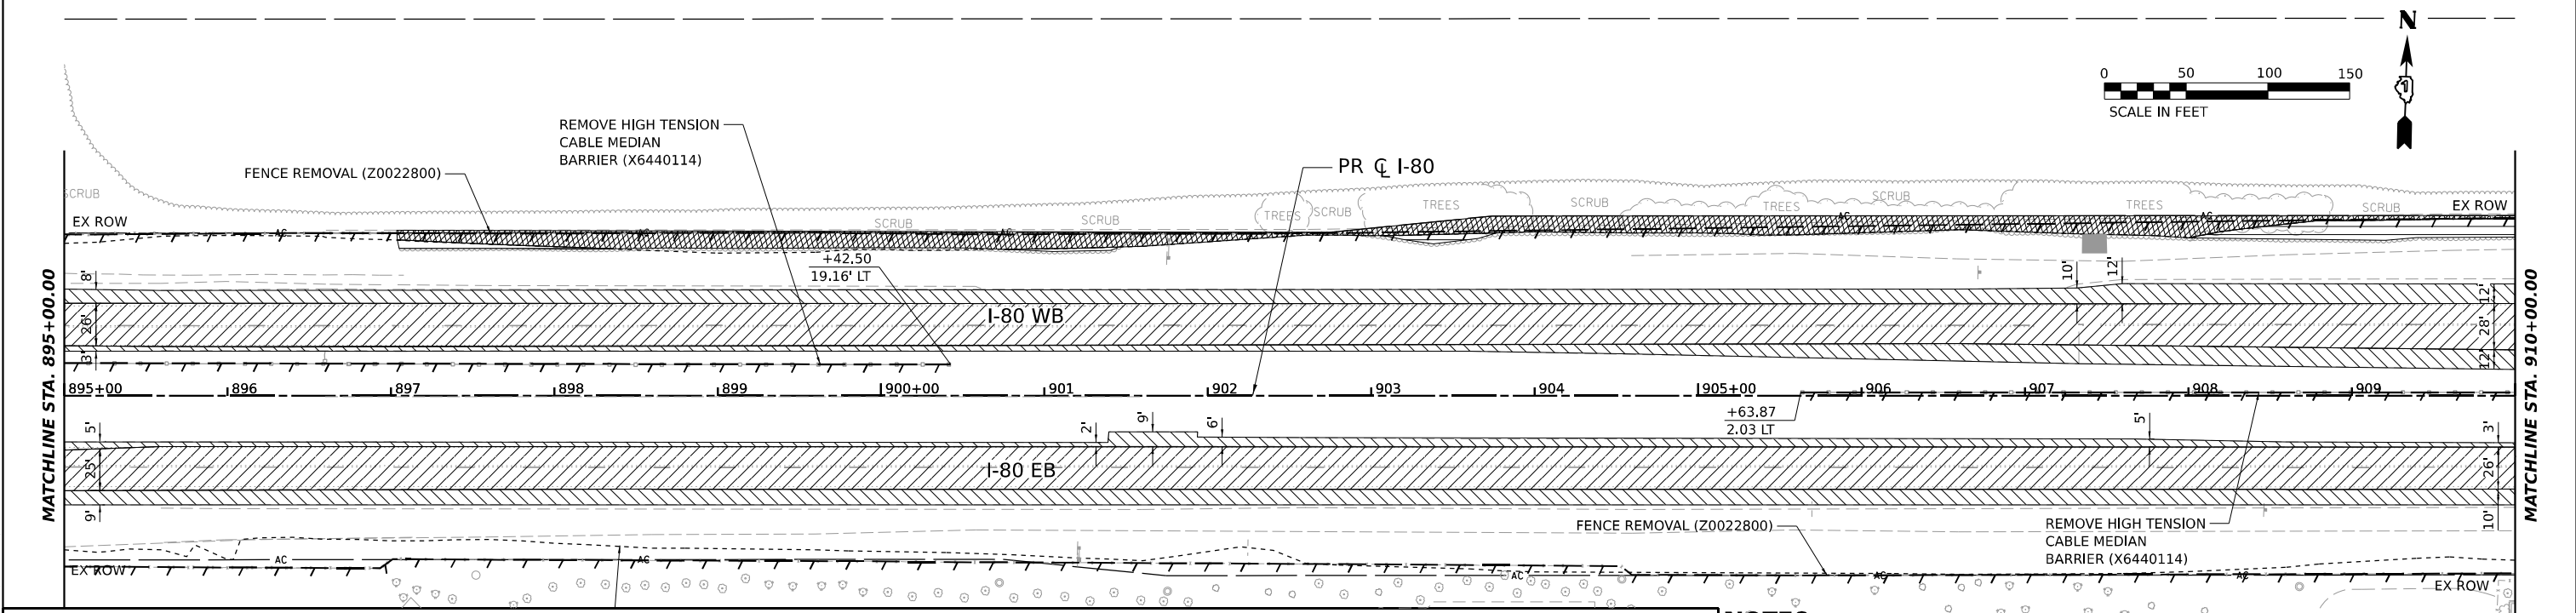 N
0 50 100 150
SCALE IN FEET
REMOVE HIGH TENSION
CABLE MEDIAN
BARRIER (X6440114)
FENCE REMOVAL (Z0022800)
PR ℄ I-80
SCRUB
SCRUB
SCRUB
TREES
SCRUB
TREES
SCRUB
TREES
SCRUB
TREES
SCRUB
EX ROW
EX ROW
AC
AC
AC
AC
+42.50
19.16' LT
8'
26'
3'
10'
12'
12'
28'
12'
I-80 WB
MATCHLINE STA. 895+00.00
MATCHLINE STA. 910+00.00
895+00 896 897 898 899 900+00 901 902 903 904 905+00 906 907 908 909
+63.87
2.03 LT
5'
25'
9'
2'
9'
6'
5'
3'
26'
10'
I-80 EB
FENCE REMOVAL (Z0022800)
REMOVE HIGH TENSION
CABLE MEDIAN
BARRIER (X6440114)
EX ROW
AC
AC
AC
AC
AC
EX ROW